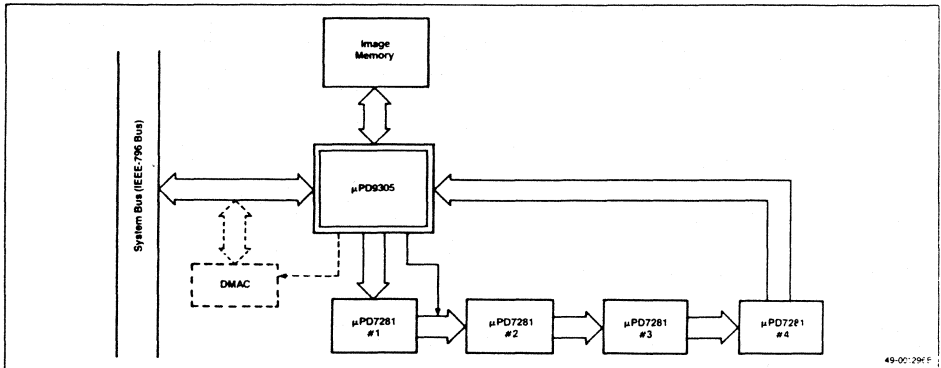 Image
Memory
System Bus (IEEE-796 Bus)
μPD9305
DMAC
μPD7281
#1
μPD7281
#2
μPD7281
#3
μPD7281
#4